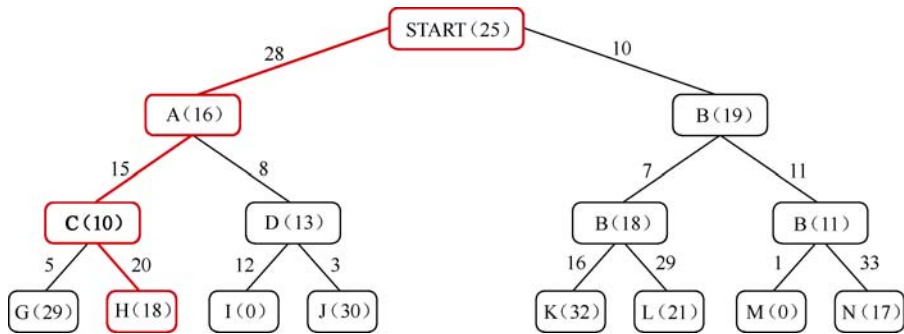 START(25)
28
10
A(16)
B(19)
15
8
7
11
C(10)
D(13)
B(18)
B(11)
5
20
12
3
16
29
1
33
G(29)
H(18)
I(0)
J(30)
K(32)
L(21)
M(0)
N(17)